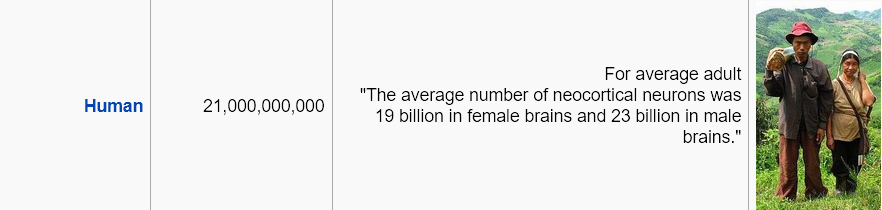 Human
21,000,000,000
For average adult
"The average number of neocortical neurons was
19 billion in female brains and 23 billion in male
brains."